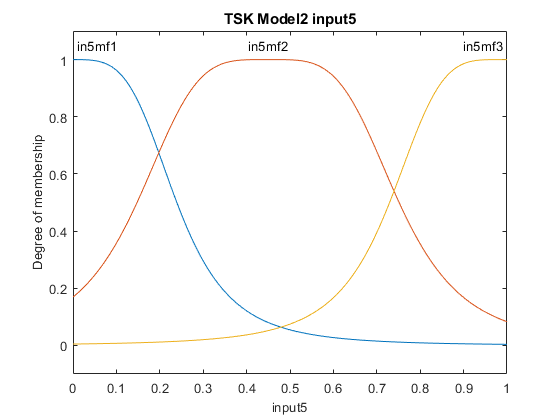 TSK Model2 input5
in5mf1 in5mf2 in5mf3
1
0.8
0.6
0.4
0.2
0
Degree of membership
0 0.1 0.2 0.3 0.4 0.5 0.6 0.7 0.8 0.9 1
input5